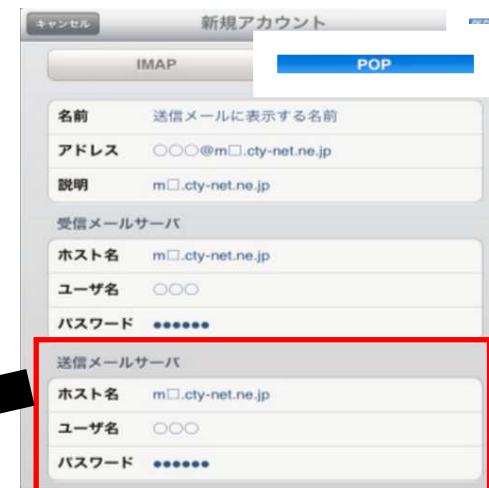 キャンセル 新規アカウント
IMAP POP
名前 送信メールに表示する名前
アドレス ○○○@m□.cty-net.ne.jp
説明 m□.cty-net.ne.jp
受信メールサーバ
ホスト名 m□.cty-net.ne.jp
ユーザ名 ○○○
パスワード ●●●●●●
送信メールサーバ
ホスト名 m□.cty-net.ne.jp
ユーザ名 ○○○
パスワード ●●●●●●